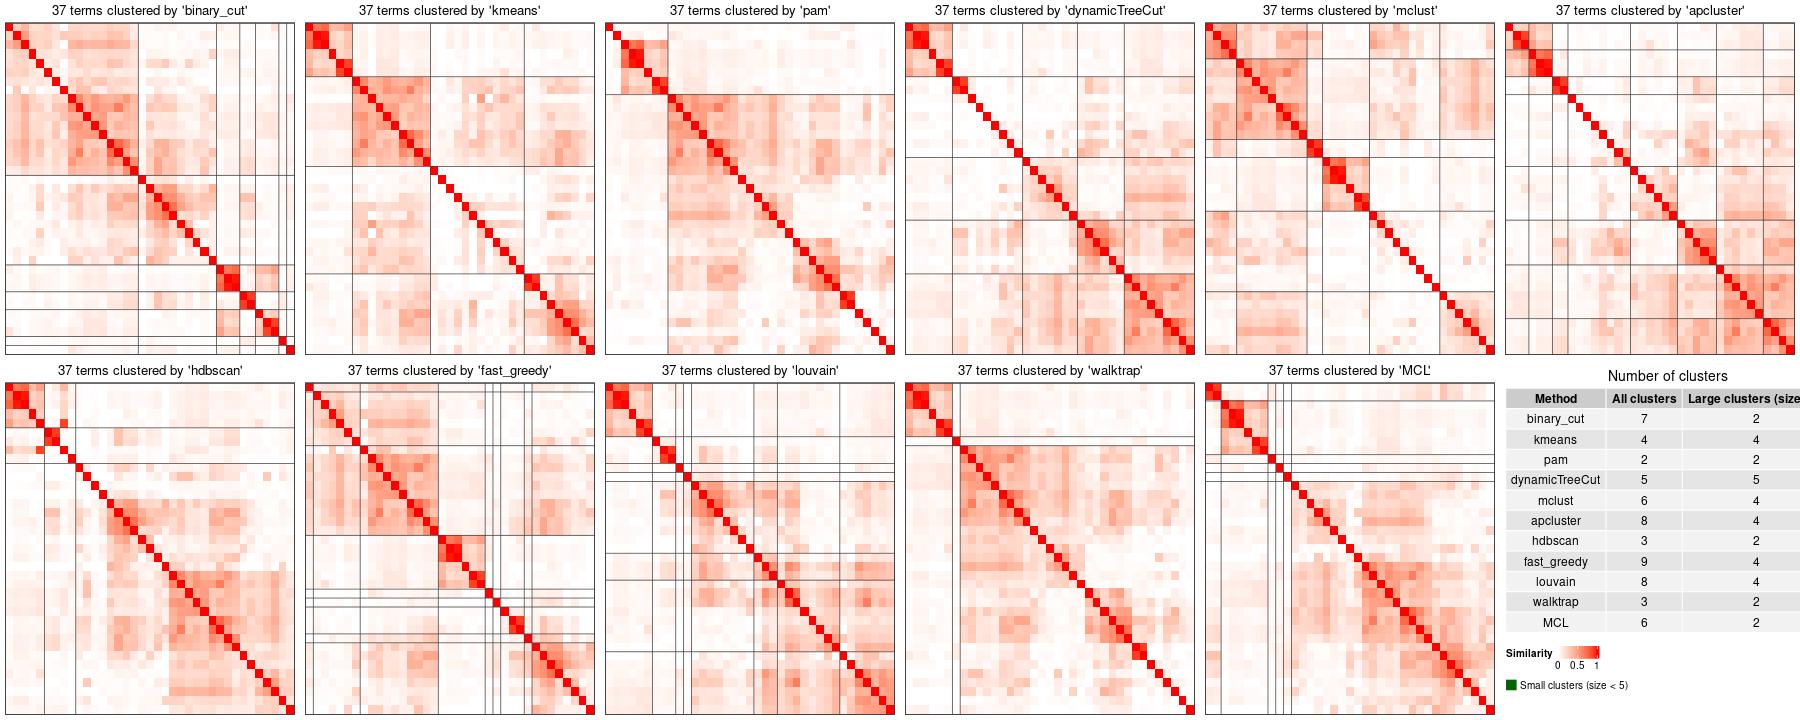 37 terms clustered by 'binary_cut'
37 terms clustered by 'kmeans'
37 terms clustered by 'pam'
37 terms clustered by 'dynamicTreeCut'
37 terms clustered by 'mclust'
37 terms clustered by 'apcluster'
37 terms clustered by 'hdbscan'
37 terms clustered by 'fast_greedy'
37 terms clustered by 'louvain'
37 terms clustered by 'walktrap'
37 terms clustered by 'MCL'
Number of clusters
Method All clusters Large clusters (size
binary_cut 7 2
kmeans 4 4
pam 2 2
dynamicTreeCut 5 5
mclust 6 4
apcluster 8 4
hdbscan 3 2
fast_greedy 9 4
louvain 8 4
walktrap 3 2
MCL 6 2
Similarity
0 0.5 1
Small clusters (size < 5)